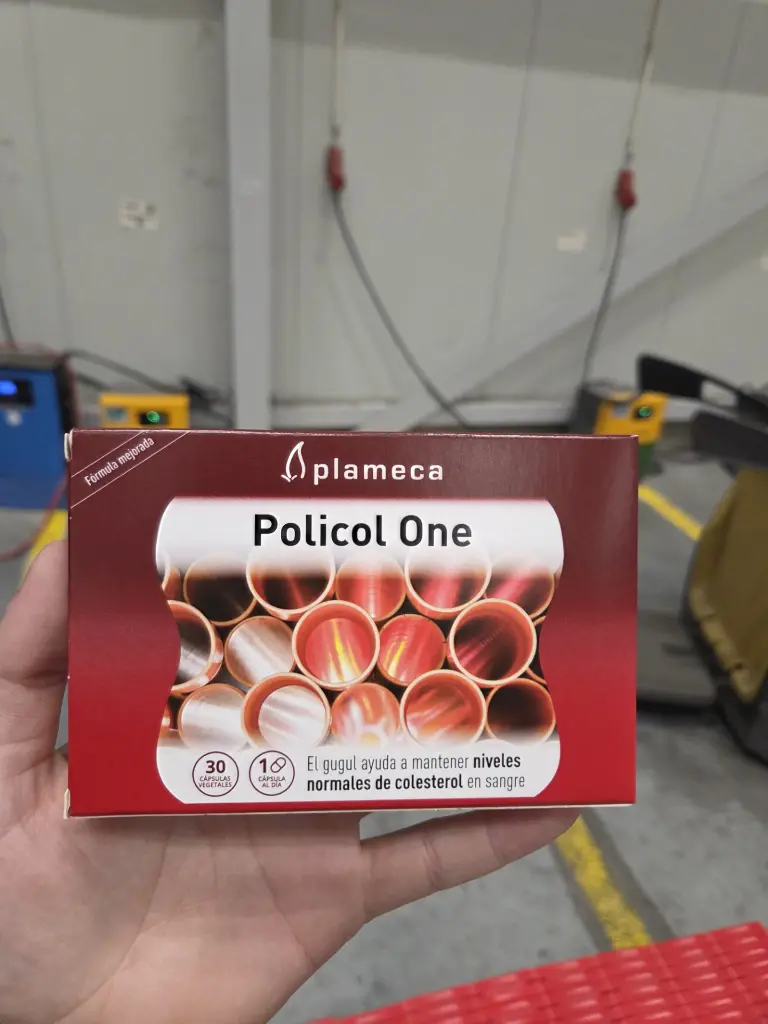 Fórmula mejorada
plameca
Policol One
30
CÁPSULAS
VEGETALES
1
CÁPSULA
AL DÍA
El gugul ayuda a mantener niveles
normales de colesterol en sangre